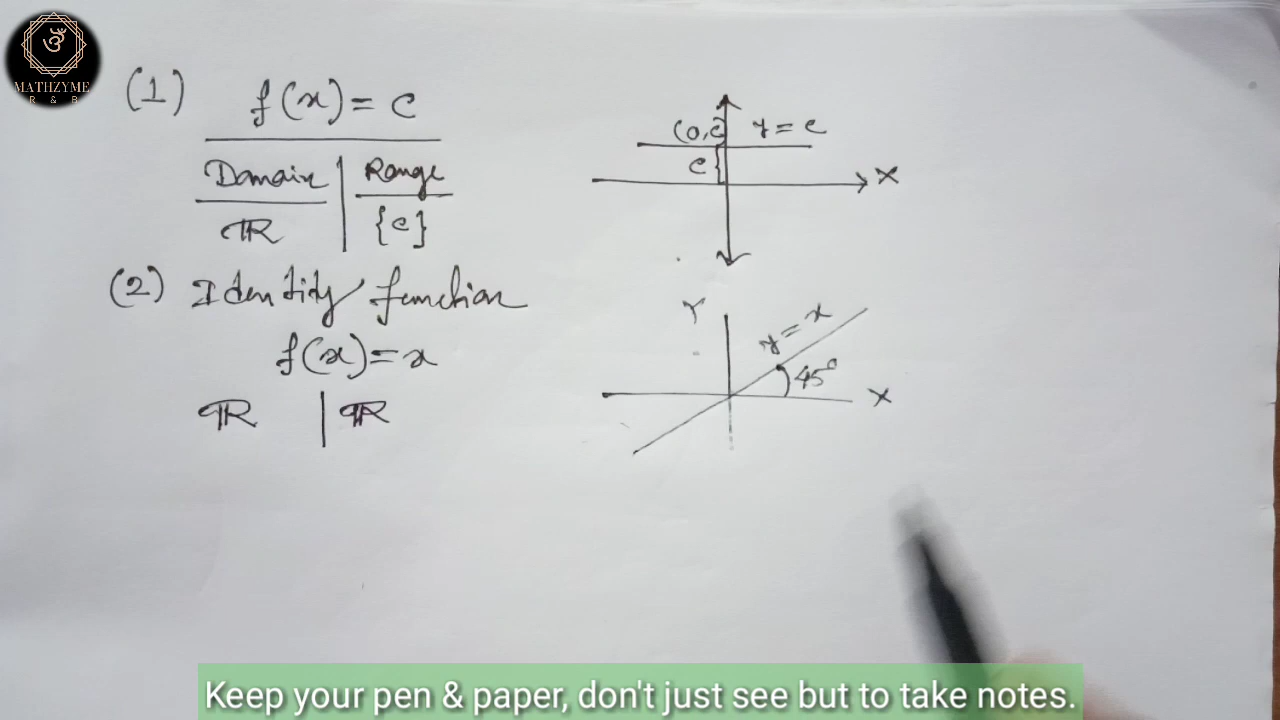 ॐ
MATHZYME
R & B
(1) f(x) = c
Domain | Range
ℝ | {c}
(0,c) y = c
c{
X
(2) Identity function
f(x) = x
ℝ | ℝ
Y
y = x
45°
X
Keep your pen & paper, don't just see but to take notes.